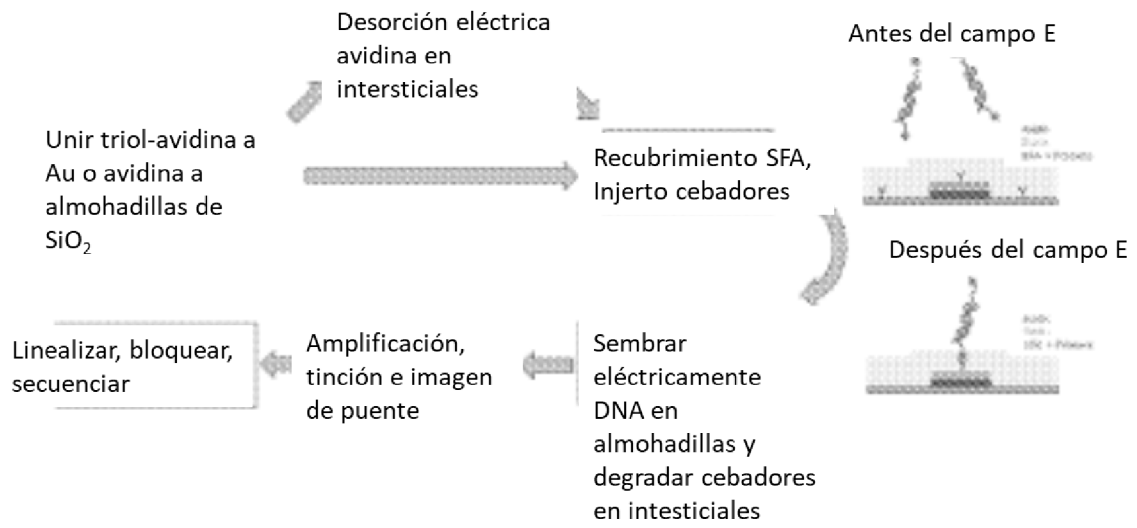 Desorción eléctrica
avidina en
intersticiales
Antes del campo E
Unir triol-avidina a
Au o avidina a
almohadillas de
SiO₂
Recubrimiento SFA,
Injerto cebadores
Después del campo E
Linealizar, bloquear,
secuenciar
Amplificación,
tinción e imagen
de puente
Sembrar
eléctricamente
DNA en
almohadillas y
degradar cebadores
en intesticiales